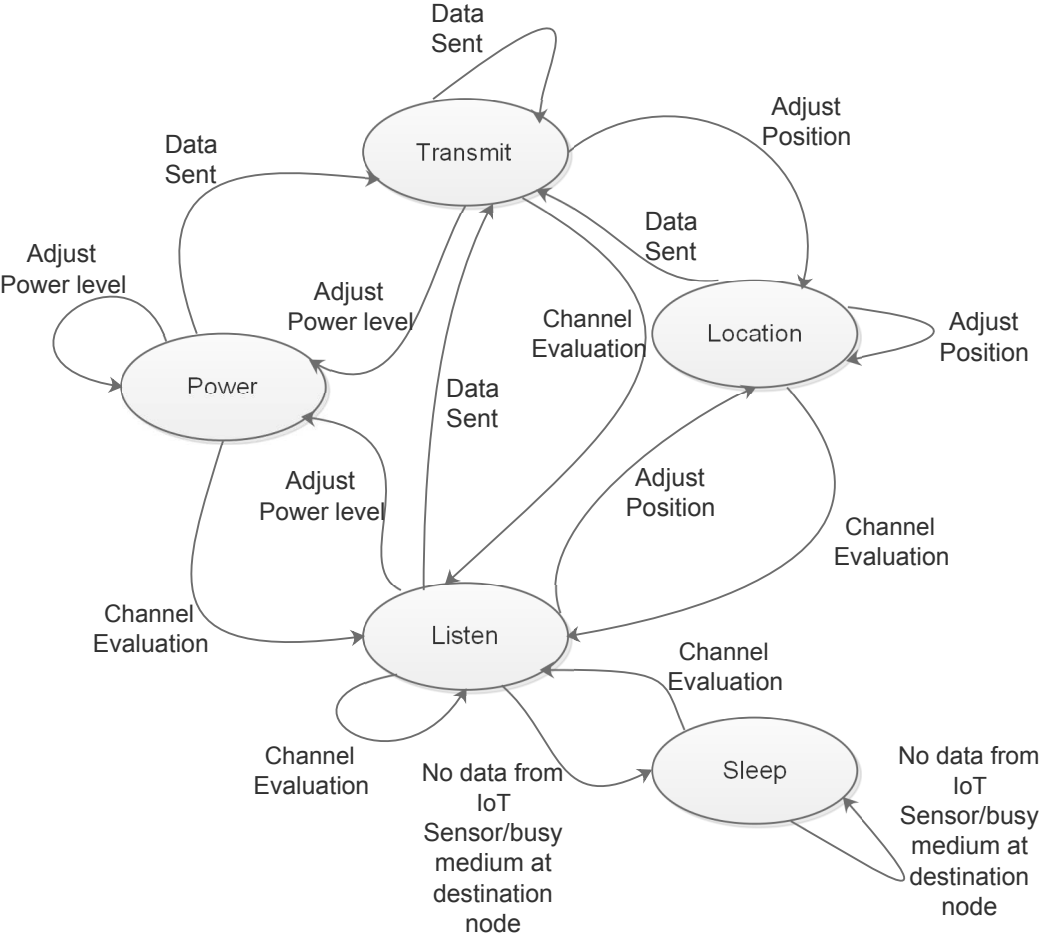 Data
Sent
Transmit
Adjust
Position
Data
Sent
Data
Sent
Adjust
Power level
Adjust
Power level
Channel
Evaluation
Location
Adjust
Position
Power
Data
Sent
Adjust
Power level
Adjust
Position
Channel
Evaluation
Channel
Evaluation
Listen
Channel
Evaluation
Channel
Evaluation
No data from
IoT
Sensor/busy
medium at
destination
node
Sleep
No data from
IoT
Sensor/busy
medium at
destination
node